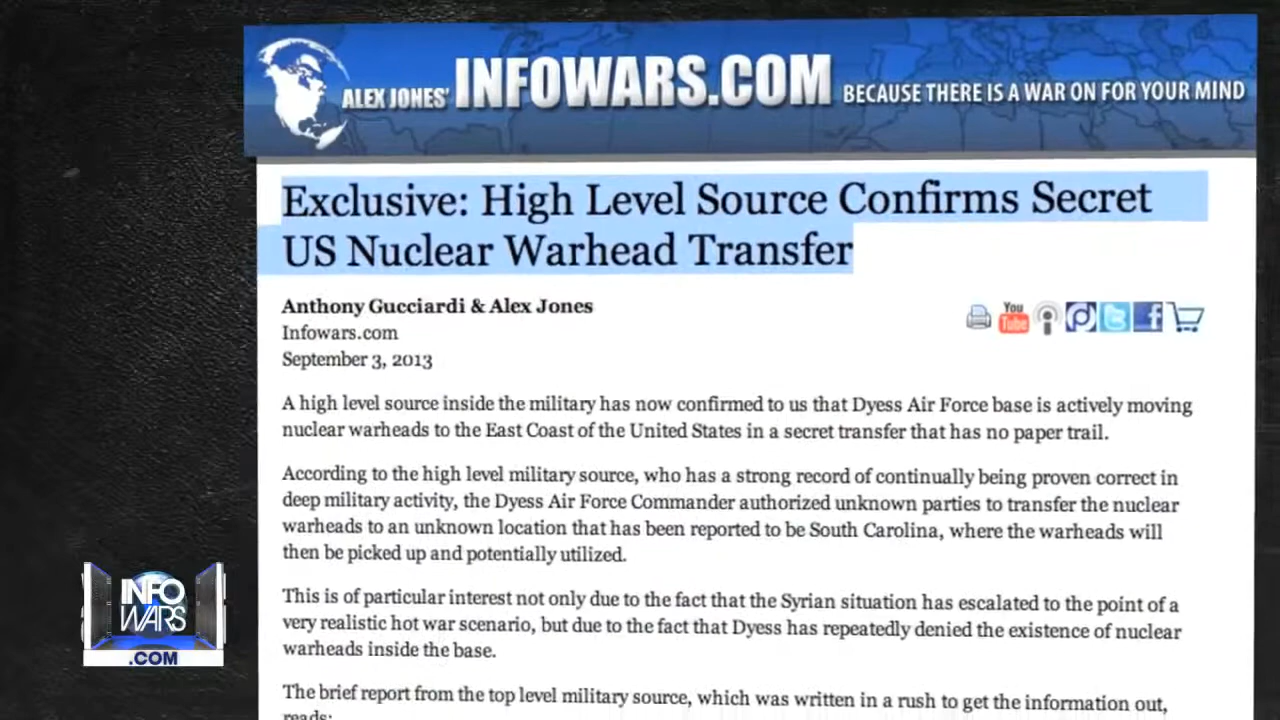 ALEX JONES' INFOWARS.COM BECAUSE THERE IS A WAR ON FOR YOUR MIND
Exclusive: High Level Source Confirms Secret
US Nuclear Warhead Transfer
Anthony Gucciardi & Alex Jones
Infowars.com
September 3, 2013
You
Tube
A high level source inside the military has now confirmed to us that Dyess Air Force base is actively moving
nuclear warheads to the East Coast of the United States in a secret transfer that has no paper trail.
According to the high level military source, who has a strong record of continually being proven correct in
deep military activity, the Dyess Air Force Commander authorized unknown parties to transfer the nuclear
warheads to an unknown location that has been reported to be South Carolina, where the warheads will
then be picked up and potentially utilized.
This is of particular interest not only due to the fact that the Syrian situation has escalated to the point of a
very realistic hot war scenario, but due to the fact that Dyess has repeatedly denied the existence of nuclear
warheads inside the base.
The brief report from the top level military source, which was written in a rush to get the information out,
reads:
INFO
WARS
.COM